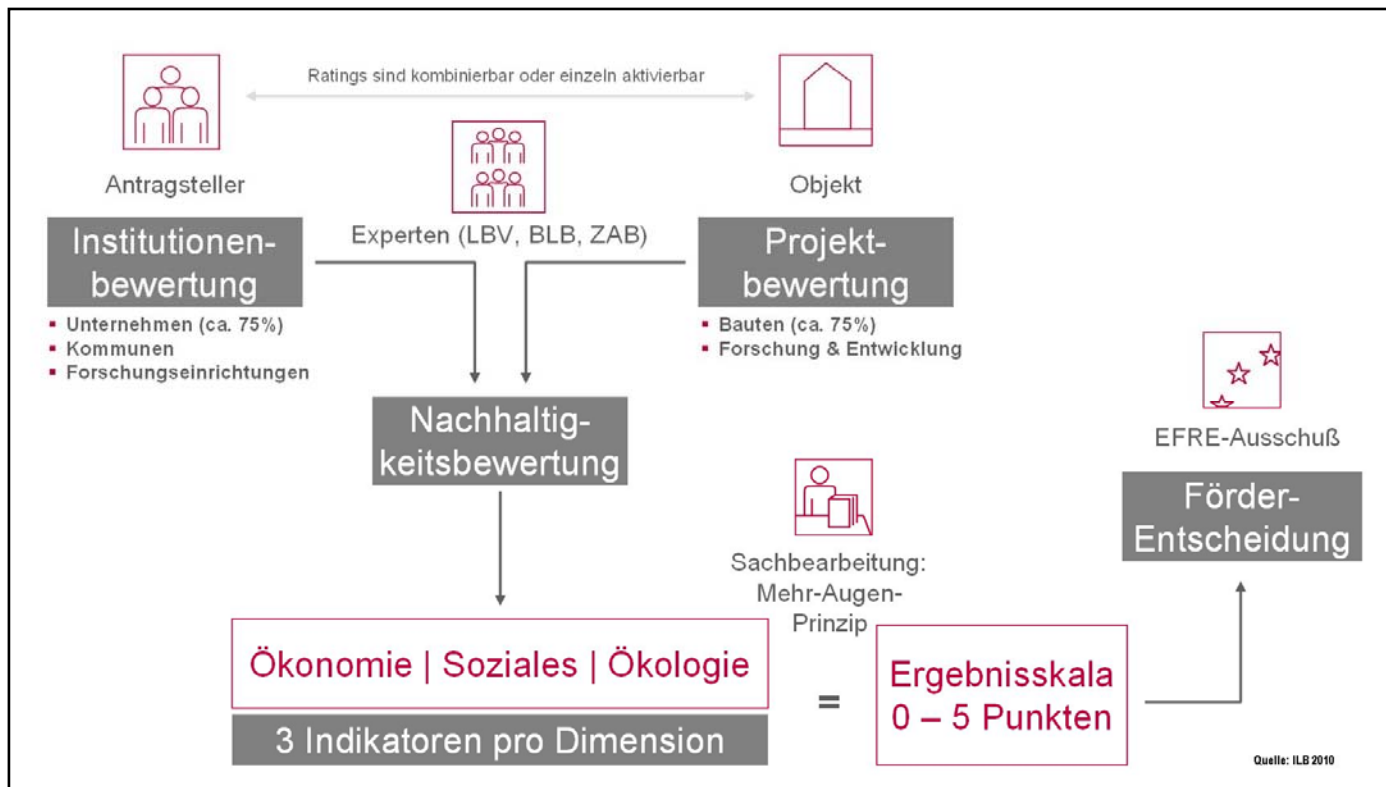 Ratings sind kombinierbar oder einzeln aktivierbar
Antragsteller
Objekt
Institutionen-
bewertung
Experten (LBV, BLB, ZAB)
Projekt-
bewertung
▪ Unternehmen (ca. 75%)
▪ Kommunen
▪ Forschungseinrichtungen
▪ Bauten (ca. 75%)
▪ Forschung & Entwicklung
Nachhaltig-
keitsbewertung
EFRE-Ausschuß
Förder-
Entscheidung
Sachbearbeitung:
Mehr-Augen-
Prinzip
Ökonomie | Soziales | Ökologie
3 Indikatoren pro Dimension
=
Ergebnisskala
0 – 5 Punkten
Quelle: ILB 2010